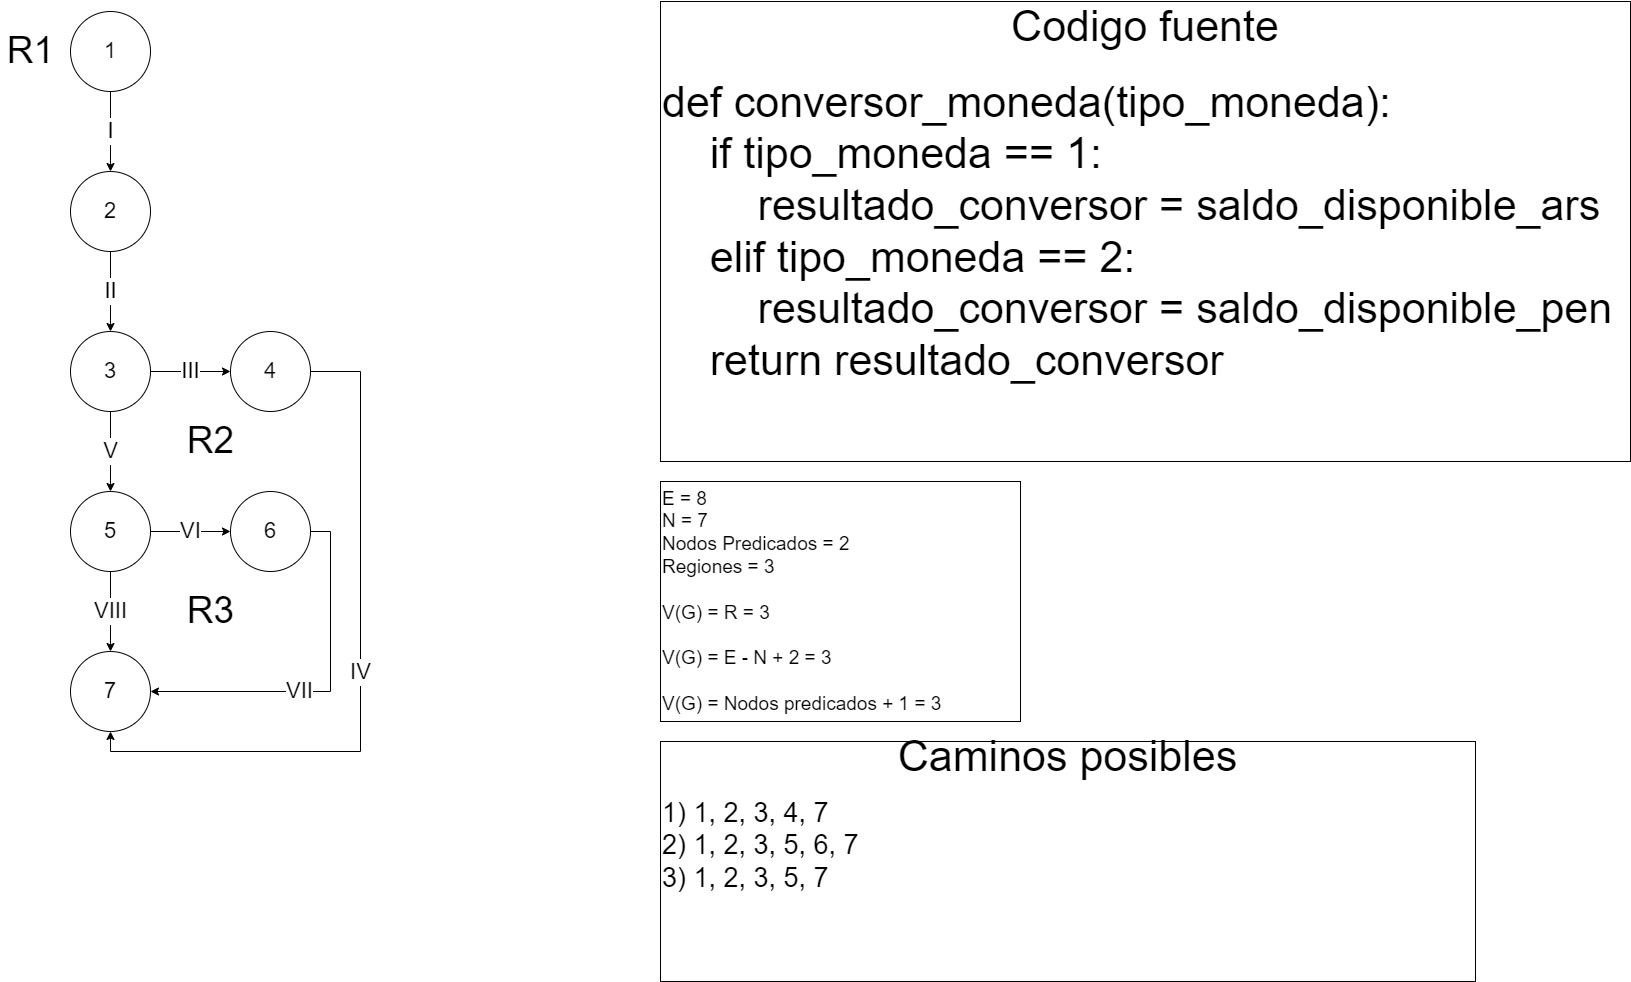 R1
1
I
2
II
3
III
4
V
R2
5
VI
6
VIII
R3
IV
7
VII
Codigo fuente
def conversor_moneda(tipo_moneda):
if tipo_moneda == 1:
resultado_conversor = saldo_disponible_ars
elif tipo_moneda == 2:
resultado_conversor = saldo_disponible_pen
return resultado_conversor
E = 8
N = 7
Nodos Predicados = 2
Regiones = 3
V(G) = R = 3
V(G) = E - N + 2 = 3
V(G) = Nodos predicados + 1 = 3
Caminos posibles
1) 1, 2, 3, 4, 7
2) 1, 2, 3, 5, 6, 7
3) 1, 2, 3, 5, 7